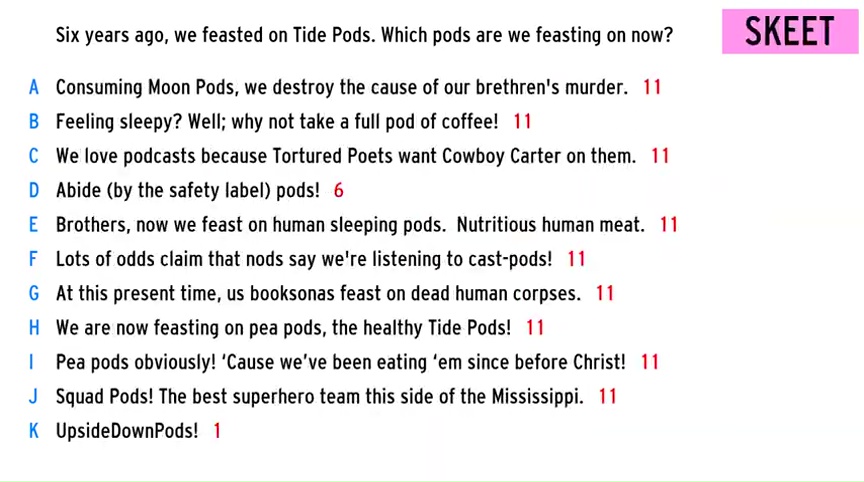 Six years ago, we feasted on Tide Pods. Which pods are we feasting on now?
SKEET
A Consuming Moon Pods, we destroy the cause of our brethren's murder. 11
B Feeling sleepy? Well; why not take a full pod of coffee! 11
C We love podcasts because Tortured Poets want Cowboy Carter on them. 11
D Abide (by the safety label) pods! 6
E Brothers, now we feast on human sleeping pods. Nutritious human meat. 11
F Lots of odds claim that nods say we're listening to cast-pods! 11
G At this present time, us booksonas feast on dead human corpses. 11
H We are now feasting on pea pods, the healthy Tide Pods! 11
I Pea pods obviously! ‘Cause we’ve been eating ‘em since before Christ! 11
J Squad Pods! The best superhero team this side of the Mississippi. 11
K UpsideDownPods! 1